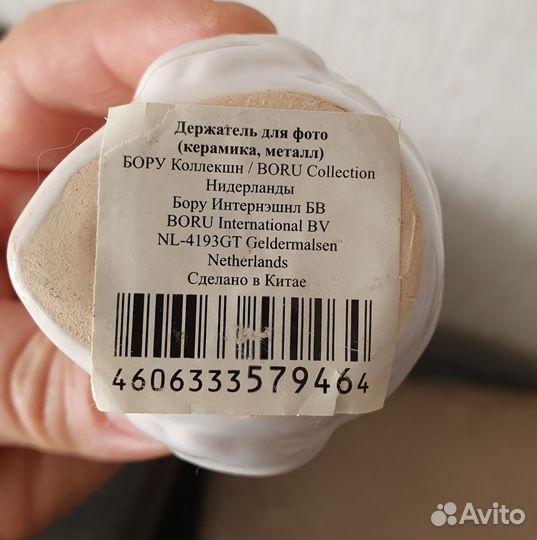 Держатель для фото
(керамика, металл)
БОРУ Коллекшн / BORU Collection
Нидерланды
Бору Интернэшнл БВ
BORU International BV
NL-4193GT Geldermalsen
Netherlands
Сделано в Китае
4606333579464
Avito